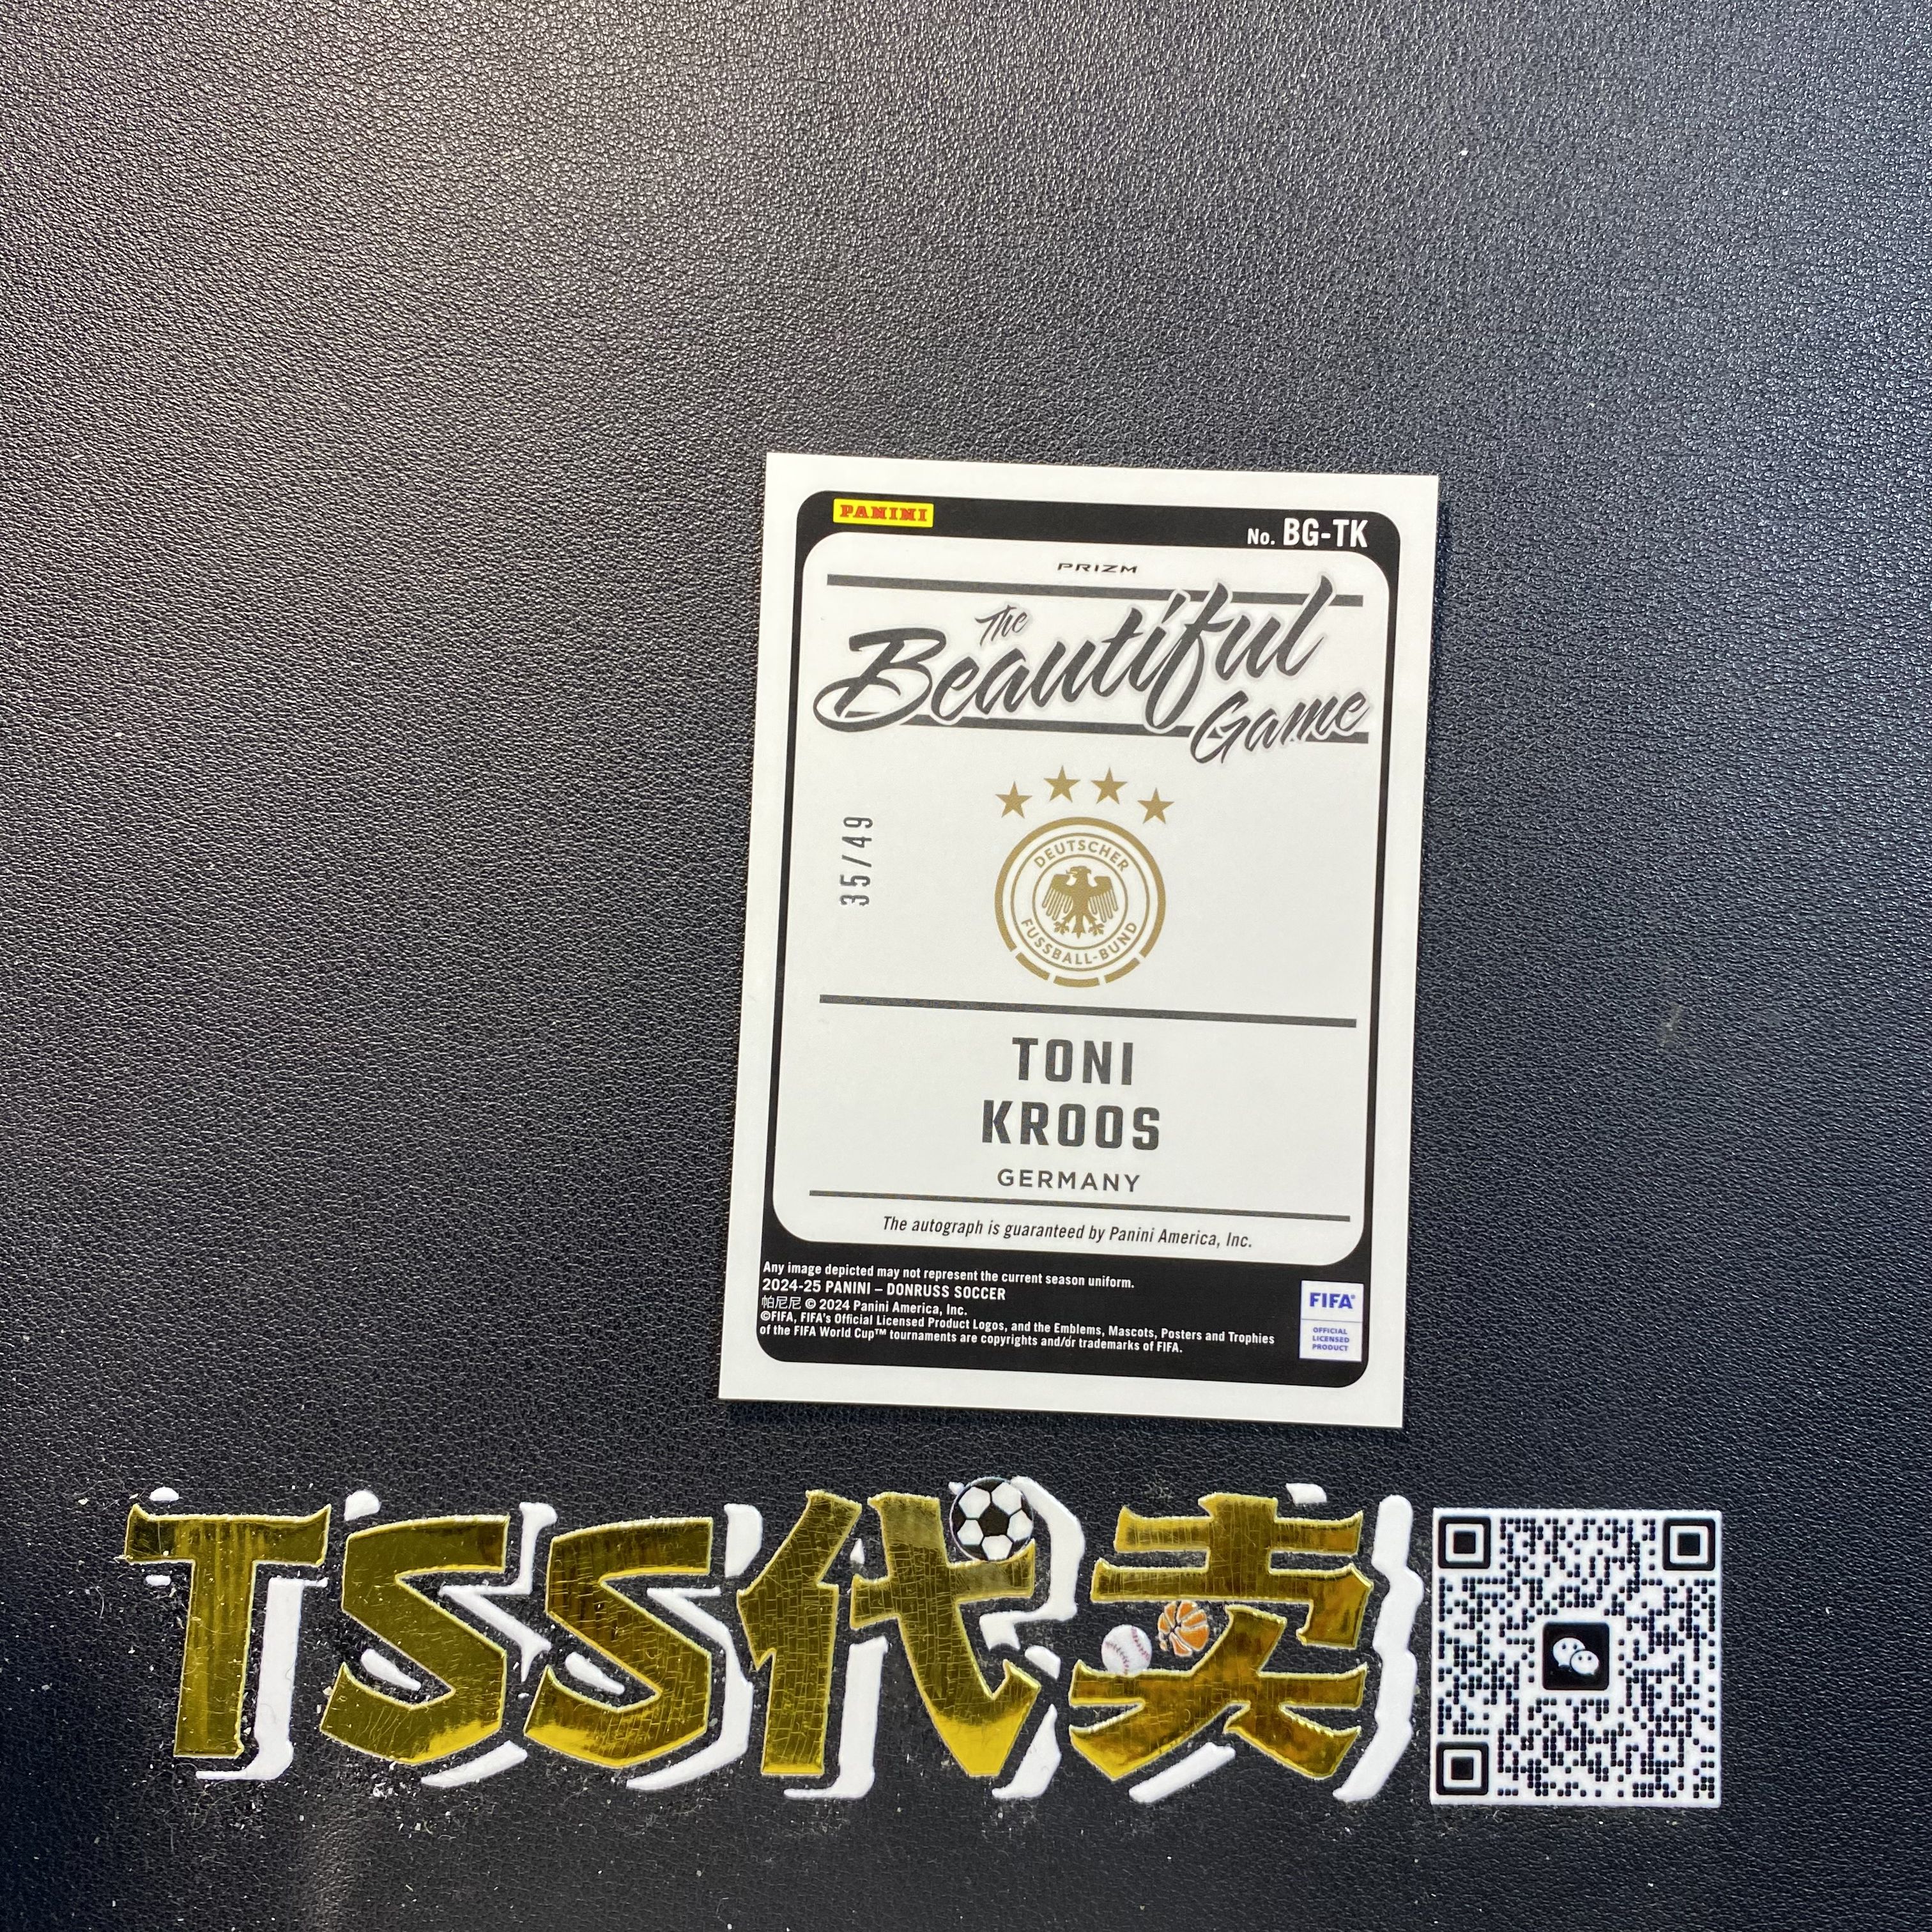 PANINI
No. BG-TK
PRIZM
The
Beautiful
Game
35/49
DEUTSCHER
FUSSBALL-BUND
TONI
KROOS
GERMANY
The autograph is guaranteed by Panini America, Inc.
Any image depicted may not represent the current season uniform.
2024-25 PANINI – DONRUSS SOCCER
帕尼尼 © 2024 Panini America, Inc.
©FIFA, FIFA's Official Licensed Product Logos, and the Emblems, Mascots, Posters and Trophies
of the FIFA World Cup™ tournaments are copyrights and/or trademarks of FIFA.
FIFA®
OFFICIAL
LICENSED
PRODUCT
TSS代卖